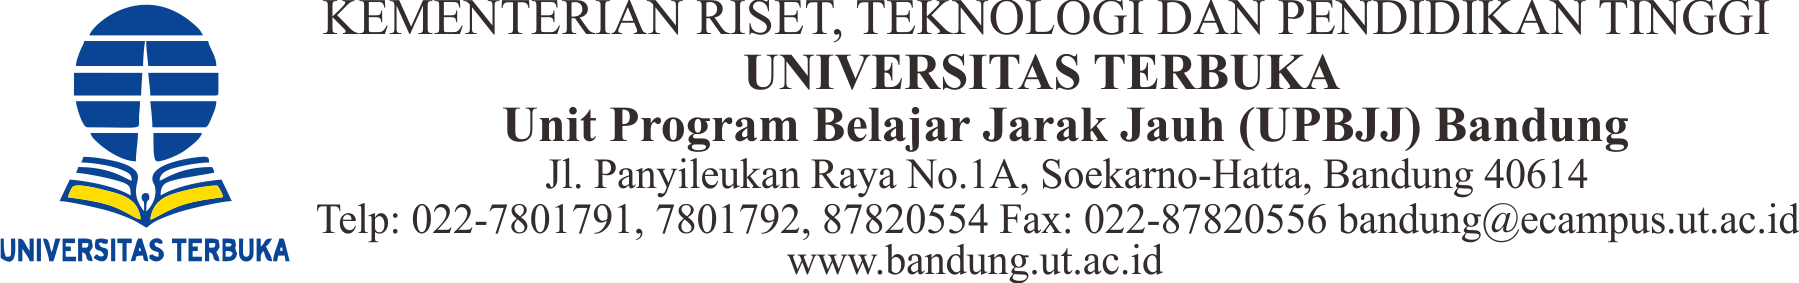 KEMENTERIAN RISET, TEKNOLOGI DAN PENDIDIKAN TINGGI
UNIVERSITAS TERBUKA
Unit Program Belajar Jarak Jauh (UPBJJ) Bandung
Jl. Panyileukan Raya No.1A, Soekarno-Hatta, Bandung 40614
Telp: 022-7801791, 7801792, 87820554 Fax: 022-87820556 bandung@ecampus.ut.ac.id
www.bandung.ut.ac.id
UNIVERSITAS TERBUKA